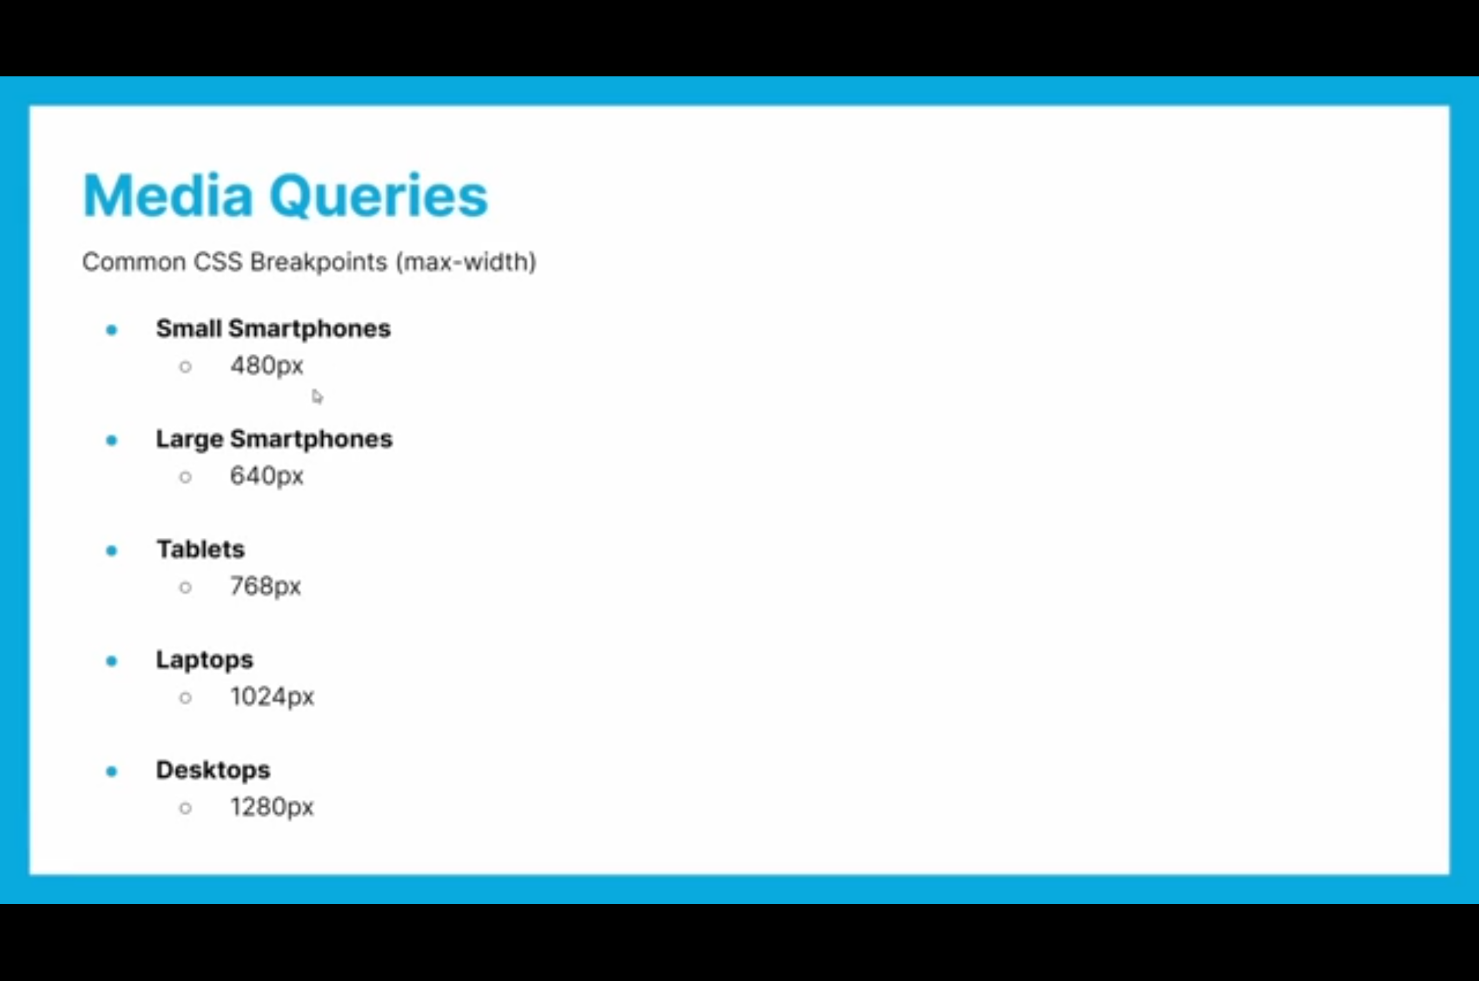 Media Queries
Common CSS Breakpoints (max-width)
Small Smartphones
480px
Large Smartphones
640px
Tablets
768px
Laptops
1024px
Desktops
1280px